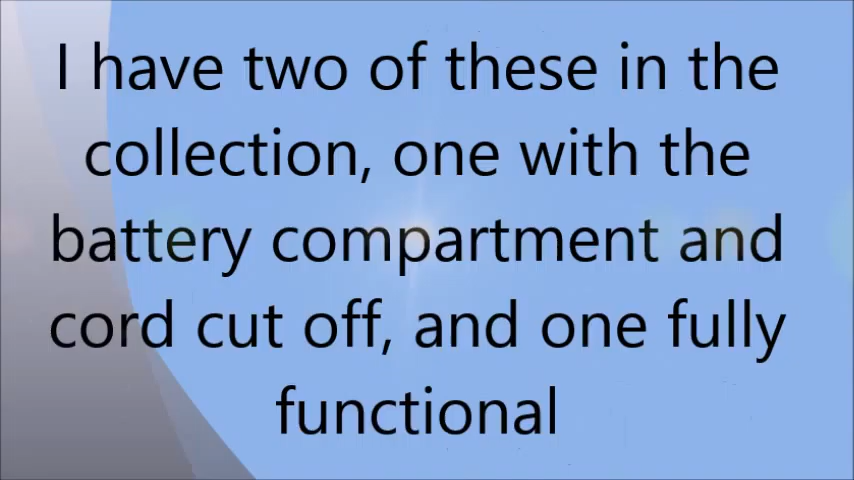 I have two of these in the
collection, one with the
battery compartment and
cord cut off, and one fully
functional